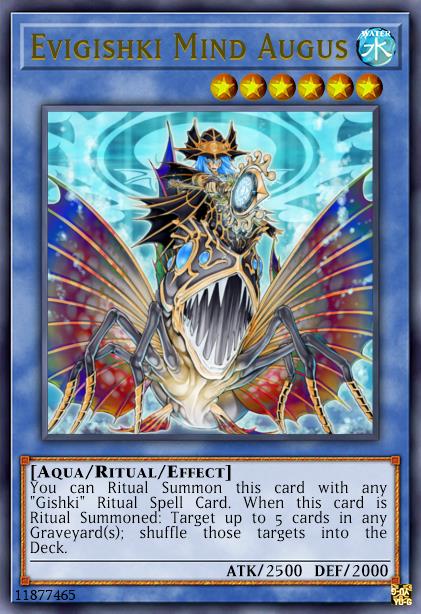 Evigishki Mind Augus
WATER
水
[Aqua/Ritual/Effect]
You can Ritual Summon this card with any
"Gishki" Ritual Spell Card. When this card is
Ritual Summoned: Target up to 5 cards in any
Graveyard(s); shuffle those targets into the
Deck.
ATK/2500 DEF/2000
11877465